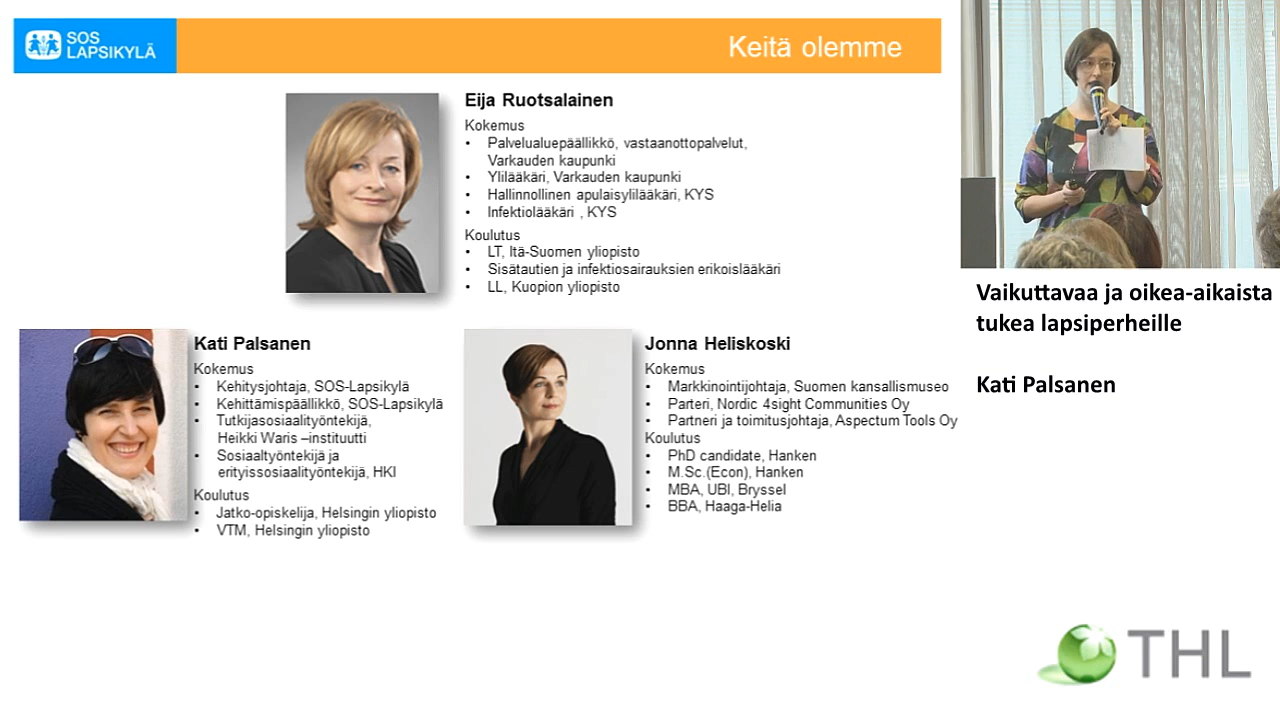 SOS
LAPSIKYLÄ
Keitä olemme
Eija Ruotsalainen
Kokemus
• Palvelualuepäällikkö, vastaanottopalvelut,
Varkauden kaupunki
• Ylilääkäri, Varkauden kaupunki
• Hallinnollinen apulaisylilääkäri, KYS
• Infektiolääkäri , KYS
Koulutus
• LT, Itä-Suomen yliopisto
• Sisätautien ja infektiosairauksien erikoislääkäri
• LL, Kuopion yliopisto
Kati Palsanen
Kokemus
• Kehitysjohtaja, SOS-Lapsikylä
• Kehittämispäällikkö, SOS-Lapsikylä
• Tutkijasosiaalityöntekijä,
Heikki Waris –instituutti
• Sosiaaltyöntekijä ja
erityissosiaalityöntekijä, HKI
Koulutus
• Jatko-opiskelija, Helsingin yliopisto
• VTM, Helsingin yliopisto
Jonna Heliskoski
Kokemus
• Markkinointijohtaja, Suomen kansallismuseo
• Parteri, Nordic 4sight Communities Oy
• Partneri ja toimitusjohtaja, Aspectum Tools Oy
Koulutus
• PhD candidate, Hanken
• M.Sc.(Econ), Hanken
• MBA, UBI, Bryssel
• BBA, Haaga-Helia
Vaikuttavaa ja oikea-aikaista
tukea lapsiperheille
Kati Palsanen
THL